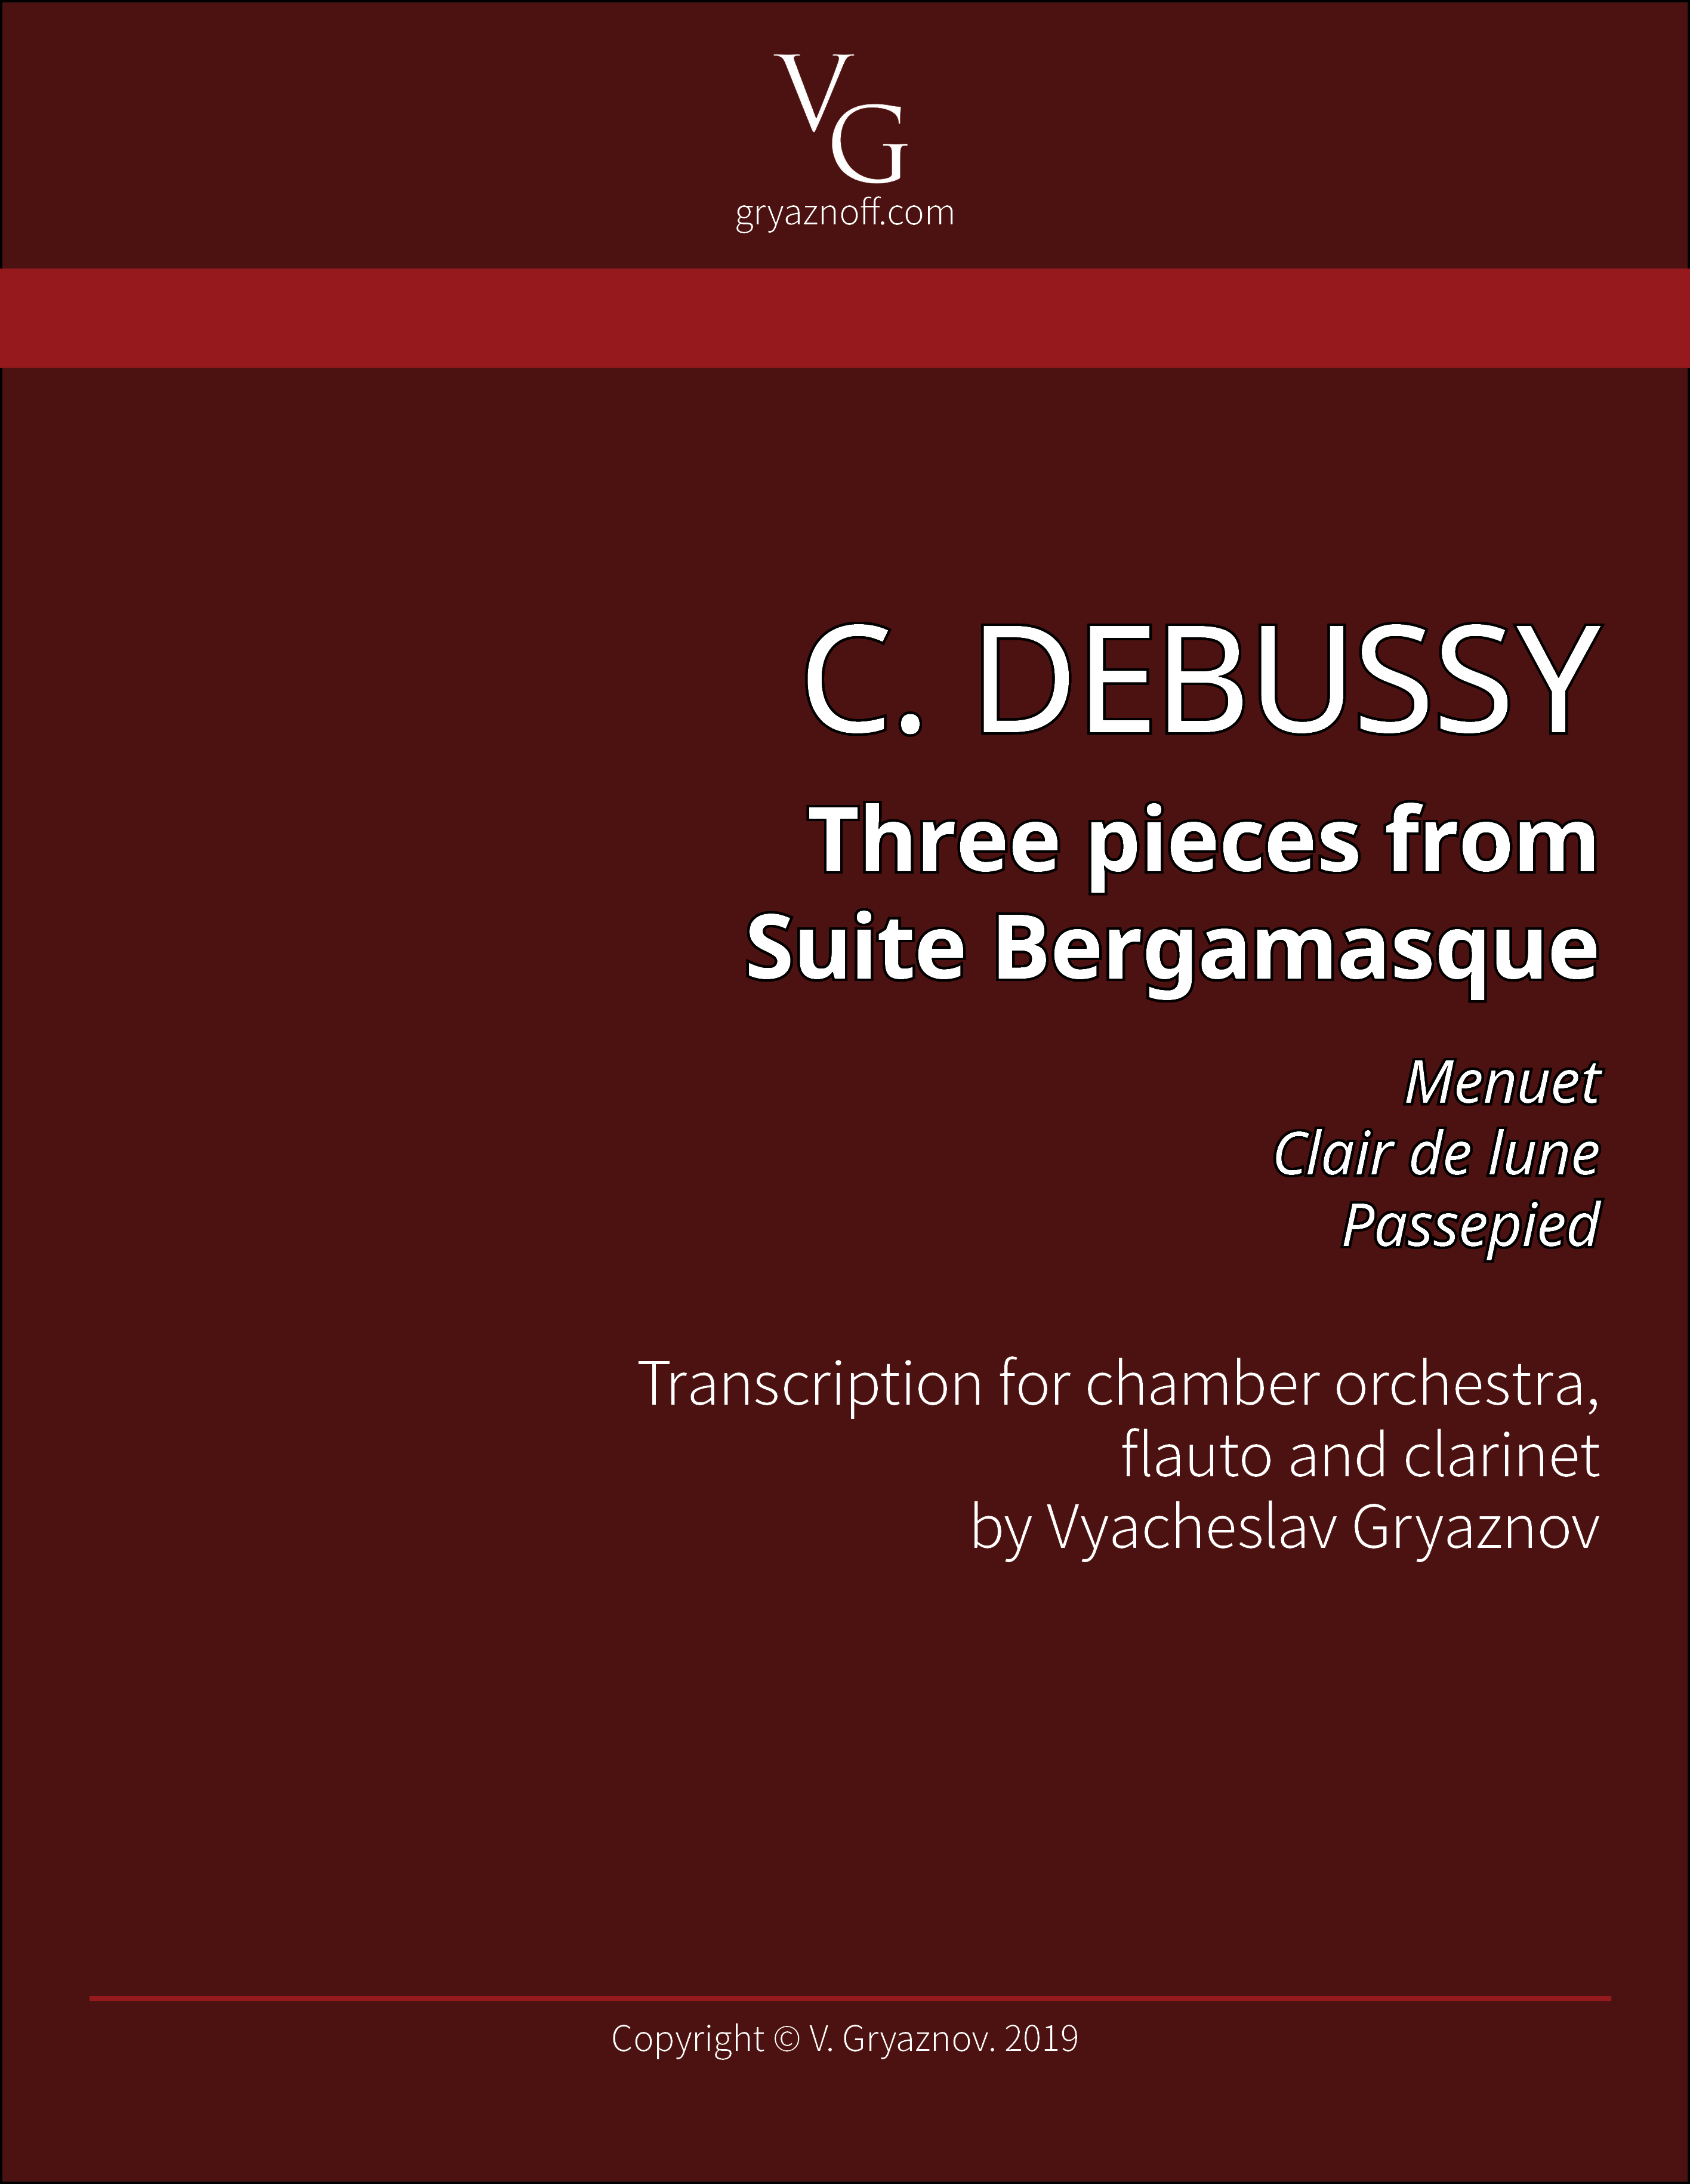 VG
gryaznoff.com
C. DEBUSSY
Three pieces from
Suite Bergamasque
Menuet
Clair de lune
Passepied
Transcription for chamber orchestra,
flauto and clarinet
by Vyacheslav Gryaznov
Copyright © V. Gryaznov. 2019